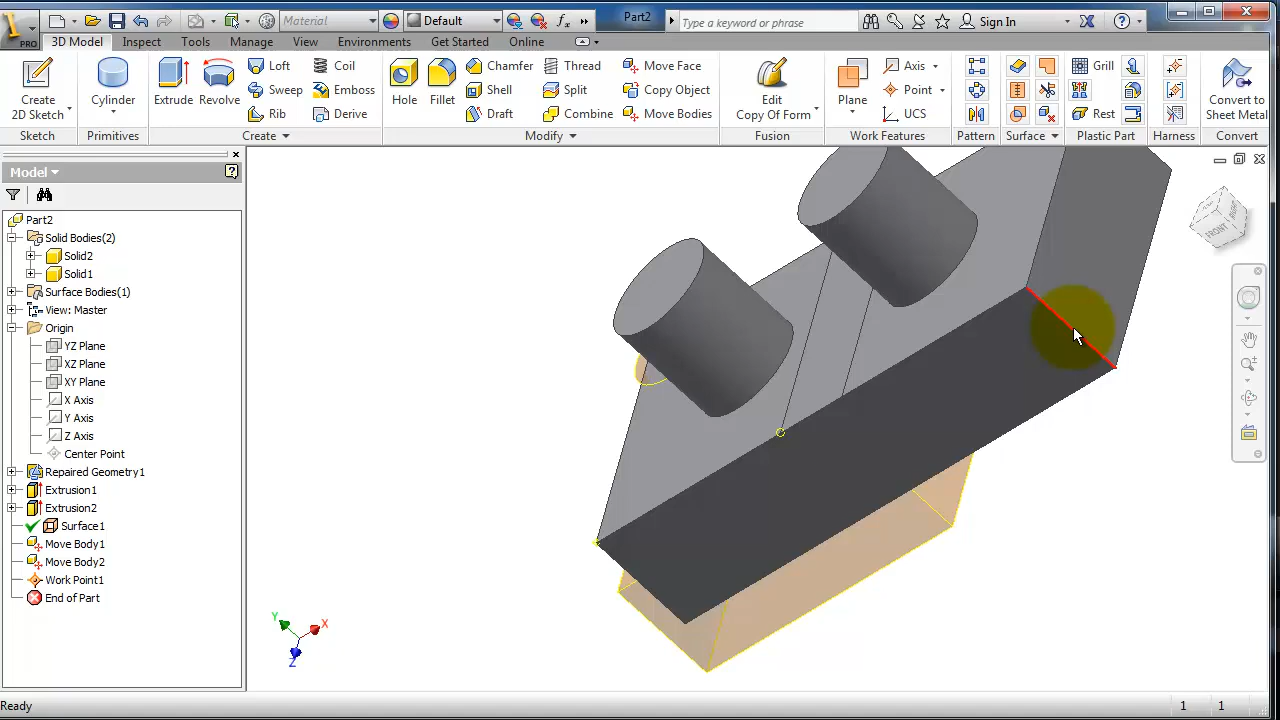 Material Default fx Part2 Type a keyword or phrase Sign In
PRO 3D Model Inspect Tools Manage View Environments Get Started Online
Create 2D Sketch Cylinder Extrude Revolve Loft Sweep Rib Coil Emboss Derive Hole Fillet Chamfer Shell Draft Thread Split Combine Move Face Copy Object Move Bodies Edit Copy Of Form Plane Axis Point UCS Grill Rest Convert to Sheet Metal
Sketch Primitives Create Modify Fusion Work Features Pattern Surface Plastic Part Harness Convert
Model
Part2
Solid Bodies(2)
Solid2
Solid1
Surface Bodies(1)
View: Master
Origin
YZ Plane
XZ Plane
XY Plane
X Axis
Y Axis
Z Axis
Center Point
Repaired Geometry1
Extrusion1
Extrusion2
Surface1
Move Body1
Move Body2
Work Point1
End of Part
FRONT
Y X
Z
Ready 1 1